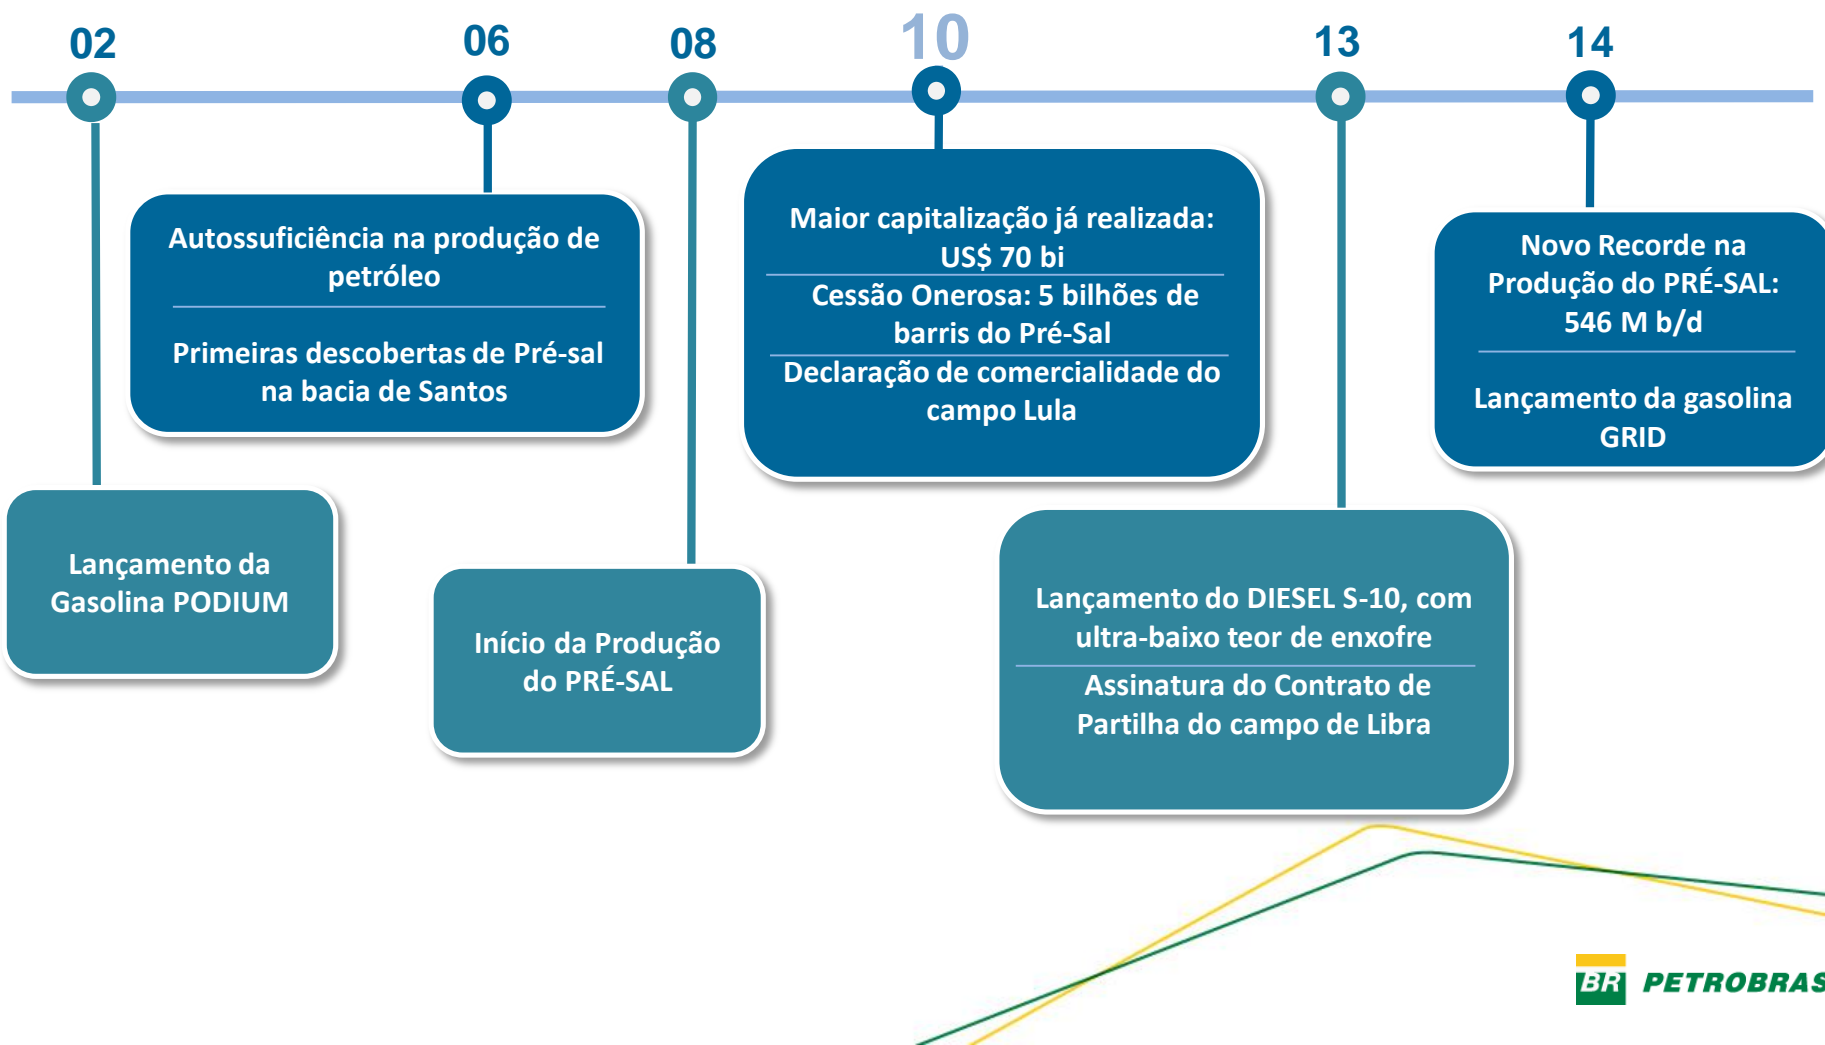 02
06
08
10
13
14
Autossuficiência na produção de
petróleo
Primeiras descobertas de Pré-sal
na bacia de Santos
Maior capitalização já realizada:
US$ 70 bi
Cessão Onerosa: 5 bilhões de
barris do Pré-Sal
Declaração de comercialidade do
campo Lula
Novo Recorde na
Produção do PRÉ-SAL:
546 M b/d
Lançamento da gasolina
GRID
Lançamento da
Gasolina PODIUM
Início da Produção
do PRÉ-SAL
Lançamento do DIESEL S-10, com
ultra-baixo teor de enxofre
Assinatura do Contrato de
Partilha do campo de Libra
BR PETROBRAS